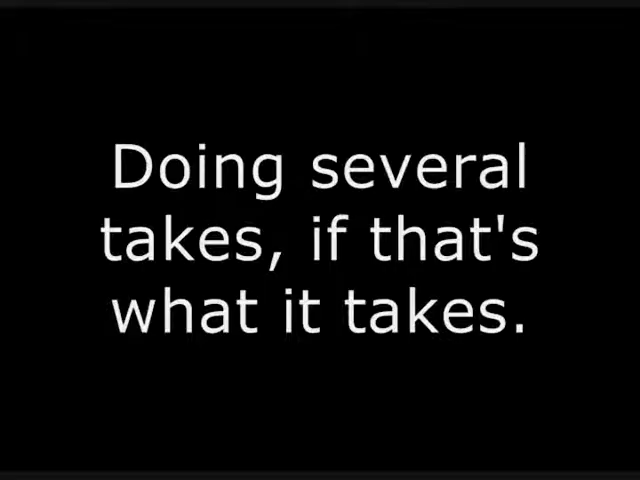 Doing several
takes, if that's
what it takes.